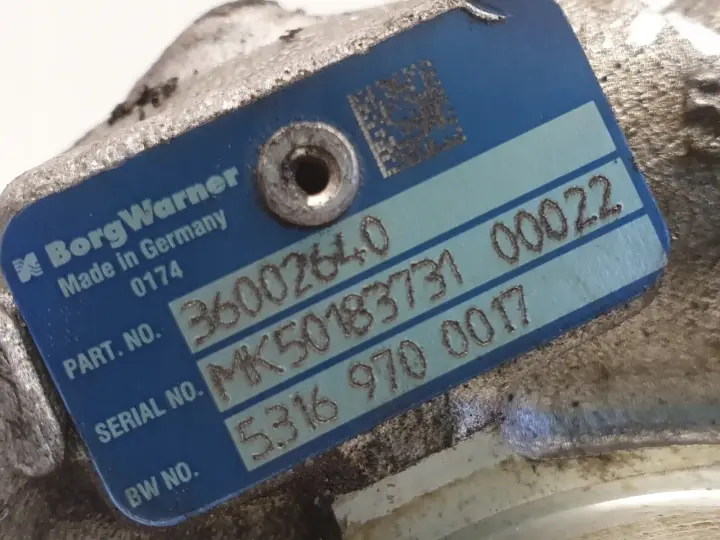 BorgWarner
Made in Germany
0174
PART. NO. 36002640
SERIAL NO. MK50183731 00022
BW NO. 5316 970 0017